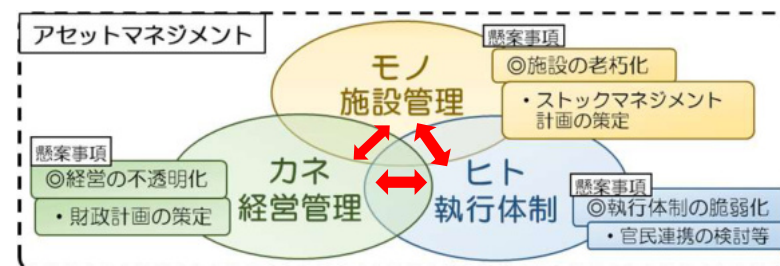 アセットマネジメント
モノ
施設管理
懸案事項
◎施設の老朽化
・ストックマネジメント
計画の策定
懸案事項
◎経営の不透明化
・財政計画の策定
カネ
経営管理
ヒト
執行体制
懸案事項
◎執行体制の脆弱化
・官民連携の検討等